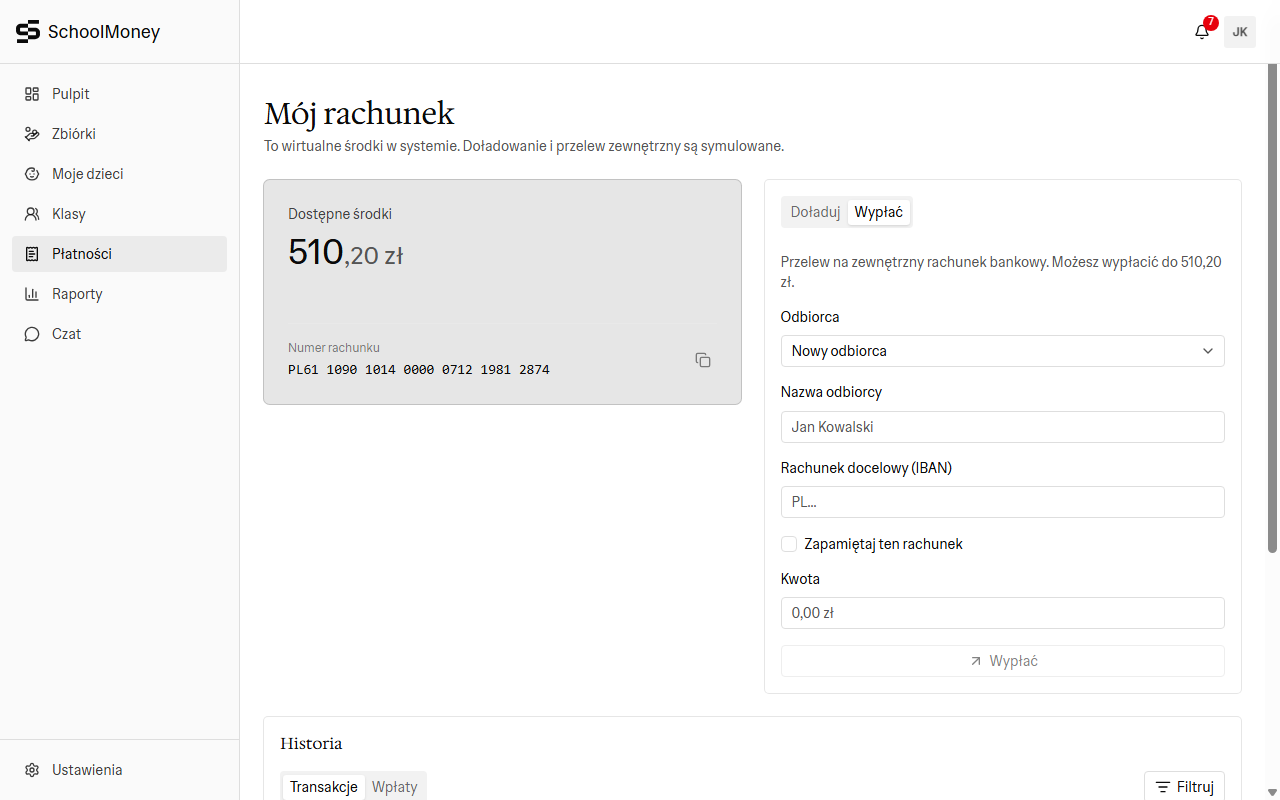 SchoolMoney
7
JK
Pulpit
Zbiórki
Moje dzieci
Klasy
Płatności
Raporty
Czat
Ustawienia
Mój rachunek
To wirtualne środki w systemie. Doładowanie i przelew zewnętrzny są symulowane.
Dostępne środki
510,20 zł
Numer rachunku
PL61 1090 1014 0000 0712 1981 2874
Doładuj Wypłać
Przelew na zewnętrzny rachunek bankowy. Możesz wypłacić do 510,20
zł.
Odbiorca
Nowy odbiorca
Nazwa odbiorcy
Jan Kowalski
Rachunek docelowy (IBAN)
PL...
Zapamiętaj ten rachunek
Kwota
0,00 zł
Wypłać
Historia
Transakcje Wpłaty
Filtruj